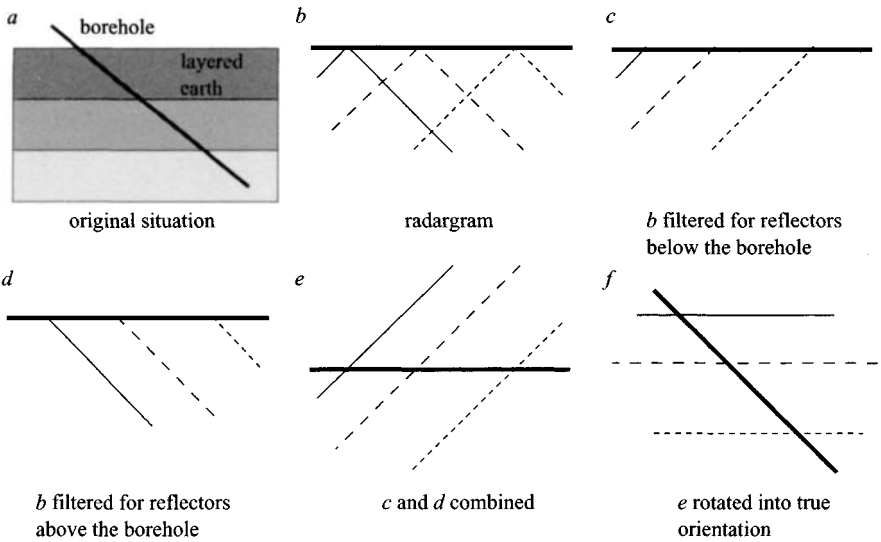 a
borehole
layered
earth
original situation
b
radargram
c
b filtered for reflectors
below the borehole
d
b filtered for reflectors
above the borehole
e
c and d combined
f
e rotated into true
orientation